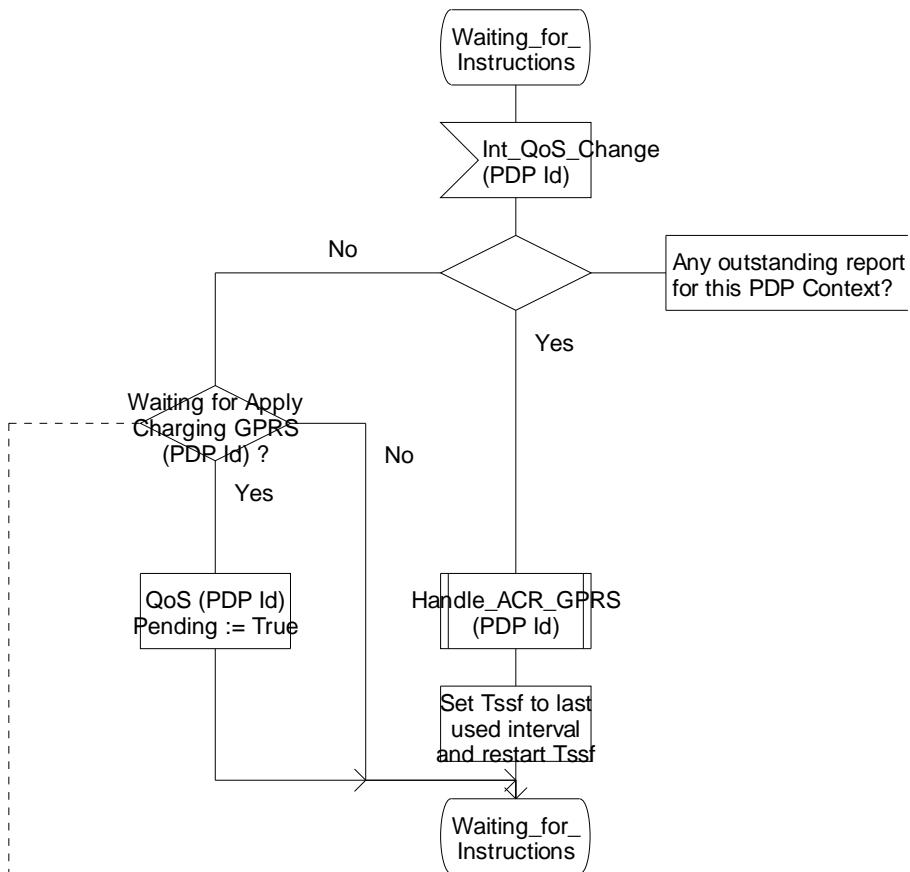 Waiting_for_
Instructions
Int_QoS_Change
(PDP Id)
No
Any outstanding report
for this PDP Context?
Yes
Waiting for Apply
Charging GPRS
(PDP Id) ?
No
Yes
QoS (PDP Id)
Pending := True
Handle_ACR_GPRS
(PDP Id)
Set Tssf to last
used interval
and restart Tssf
Waiting_for_
Instructions